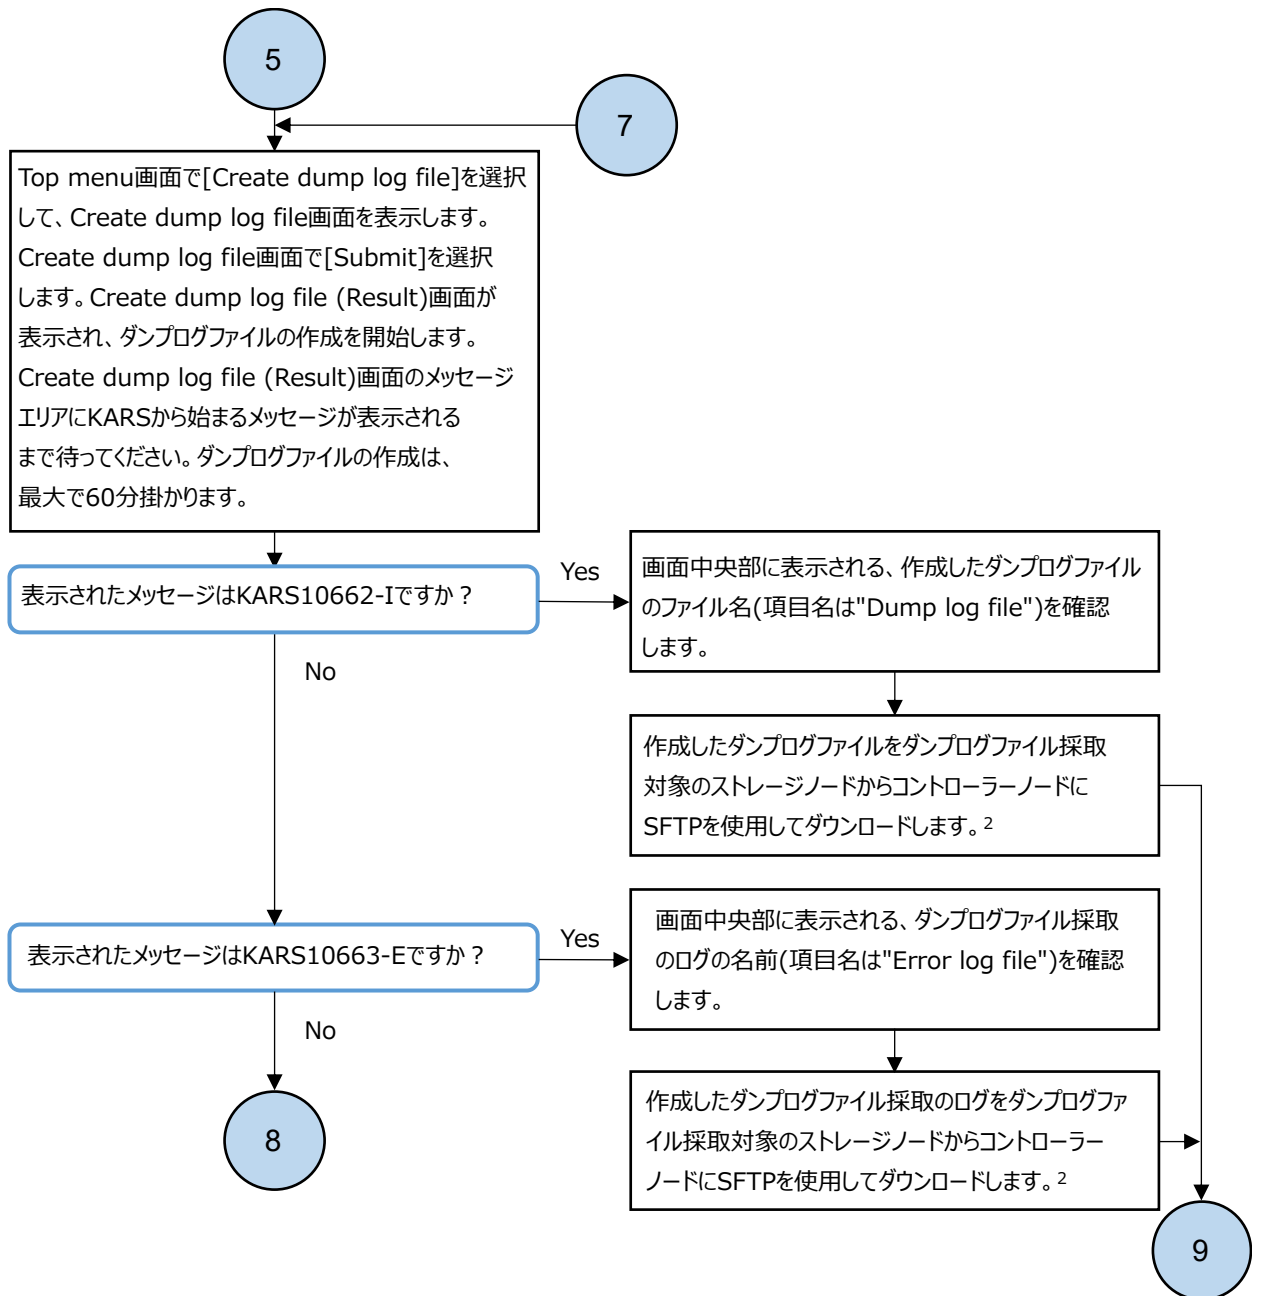 5
7
Top menu画面で[Create dump log file]を選択
して、Create dump log file画面を表示します。
Create dump log file画面で[Submit]を選択
します。Create dump log file (Result)画面が
表示され、ダンプログファイルの作成を開始します。
Create dump log file (Result)画面のメッセージ
エリアにKARSから始まるメッセージが表示される
まで待ってください。ダンプログファイルの作成は、
最大で60分掛かります。
表示されたメッセージはKARS10662-Iですか？
Yes
画面中央部に表示される、作成したダンプログファイル
のファイル名(項目名は"Dump log file")を確認
します。
No
作成したダンプログファイルをダンプログファイル採取
対象のストレージノードからコントローラーノードに
SFTPを使用してダウンロードします。2
表示されたメッセージはKARS10663-Eですか？
Yes
画面中央部に表示される、ダンプログファイル採取
のログの名前(項目名は"Error log file")を確認
します。
No
作成したダンプログファイル採取のログをダンプログファ
イル採取対象のストレージノードからコントローラー
ノードにSFTPを使用してダウンロードします。2
8
9